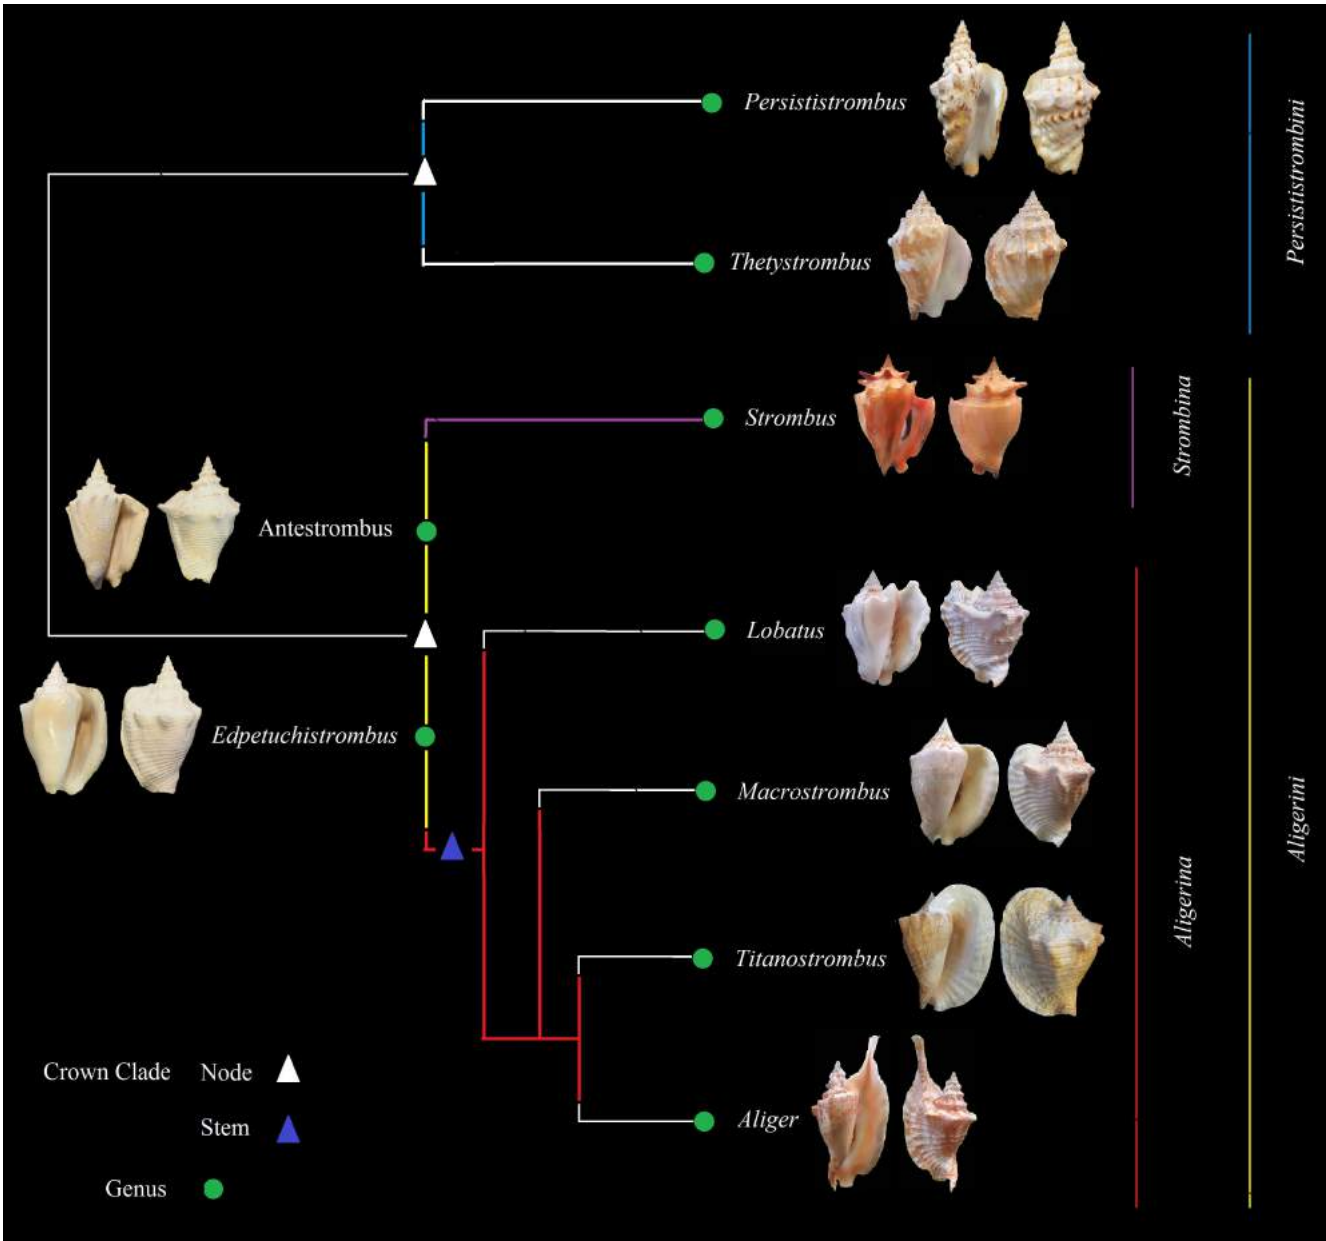 Persististrombus
Thetystrombus
Persististrombini
Strombus
Strombina
Antestrombus
Lobatus
Edpetuchistrombus
Macrostrombus
Aligerini
Aligerina
Titanostrombus
Crown Clade Node
Aliger
Stem
Genus